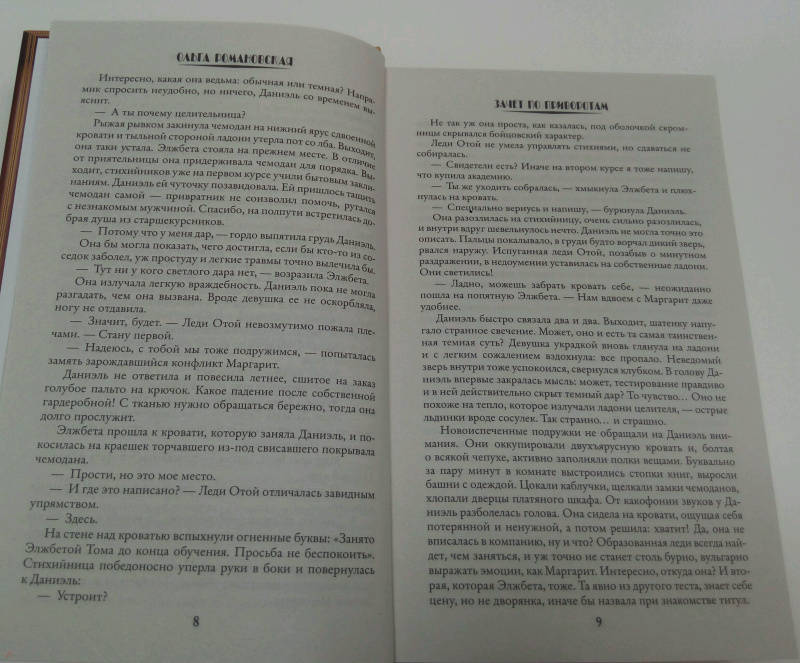 ОЛЬГА РОМАНОВСКАЯ
Интересно, какая она ведьма: обычная или темная? Напря-
мик спросить неудобно, но ничего, Даниэль со временем вы-
яснит.
— А ты почему целительница?
Рыжая рывком закинула чемодан на нижний ярус сдвоенной
кровати и тыльной стороной ладони утерла пот со лба. Выходит,
она так устала. Элжбета стояла на прежнем месте. В отличие
от приятельницы она придерживала чемодан для порядка. Вы-
ходит, стихийников уже на первом курсе учили бытовым закли-
наниям. Даниэль ей чуточку позавидовала. Ей пришлось тащить
чемодан самой — привратник не соизволил помочь, ругался
с незнакомым мужчиной. Спасибо, на полпути встретилась до-
брая душа из старшекурсников.
— Потому что у меня дар, — гордо выпятила грудь Даниэль.
Она бы могла показать, чего достигла, если бы кто-то из со-
седок заболел, уж простуду и легкие травмы точно вылечила бы.
— Тут ни у кого светлого дара нет, — возразила Элжбета.
Она излучала легкую враждебность. Даниэль пока не могла
разгадать, чем она вызвана. Вроде девушка ее не оскорбляла,
ногу не отдавила.
— Значит, будет. — Леди Отой невозмутимо пожала пле-
чами. — Стану первой.
— Надеюсь, с тобой мы тоже подружимся, — попыталась
замять зарождавшийся конфликт Маргарит.
Даниэль не ответила и повесила летнее, сшитое на заказ
голубое пальто на крючок. Какое падение после собственной
гардеробной! С тканью нужно обращаться бережно, тогда она
долго прослужит.
Элжбета прошла к кровати, которую заняла Даниэль, и по-
косилась на краешек торчавшего из-под свисавшего покрывала
чемодана.
— Прости, но это мое место.
— И где это написано? — Леди Отой отличалась завидным
упрямством.
— Здесь.
На стене над кроватью вспыхнули огненные буквы: «Занято
Элжбетой Тома до конца обучения. Просьба не беспокоить».
Стихийница победоносно уперла руки в боки и повернулась
к Даниэль:
— Устроит?
8
ЗАЧЕТ ПО ПРИВОРОТАМ
Не так уж она проста, как казалась, под оболочкой скром-
ницы скрывался бойцовский характер.
Леди Отой не умела управлять стихиями, но сдаваться не
собиралась.
— Свидетели есть? Иначе на втором курсе я тоже напишу,
что купила академию.
— Ты же уходить собралась, — хмыкнула Элжбета и плюх-
нулась на кровать.
— Специально вернусь и напишу, — буркнула Даниэль.
Она разозлилась на стихийницу, очень сильно разозлилась,
и внутри вдруг шевельнулось нечто. Даниэль не могла точно это
описать. Пальцы покалывало, в груди будто ворчал дикий зверь,
рвался наружу. Испуганная леди Отой, позабыв о минутном
раздражении, в недоумении уставилась на собственные ладони.
Они светились!
— Ладно, можешь забрать кровать себе, — неожиданно
пошла на попятную Элжбета. — Нам вдвоем с Маргарит даже
удобнее.
Даниэль быстро связала два и два. Выходит, шатенку напу-
гало странное свечение. Может, оно и есть та самая таинствен-
ная темная суть? Девушка украдкой вновь глянула на ладони
и с легким сожалением вздохнула: все пропало. Неведомый
зверь внутри тоже успокоился, свернулся клубком. В голову Да-
ниэль впервые закралась мысль: может, тестирование правдиво
и в ней действительно скрыт темный дар? То чувство… Оно не
похоже на тепло, которое излучали ладони целителя, — острые
льдинки вроде сосулек. Так странно… и страшно.
Новоиспеченные подружки не обращали на Даниэль вни-
мания. Они оккупировали двухъярусную кровать и, болтая
о всякой чепухе, активно заполняли полки вещами. Буквально
за пару минут в комнате выстроились стопки книг, выросли
башни с одеждой. Цокали каблучки, щелкали замки чемоданов,
хлопали дверцы платяного шкафа. От какофонии звуков у Да-
ниэль разболелась голова. Она сидела на кровати, ощущая себя
потерянной и ненужной, а потом решила: хватит! Да, она не
вписалась в компанию, ну и что? Образованная леди всегда най-
дет, чем заняться, и уж точно не станет столь бурно, вульгарно
выражать эмоции, как Маргарит. Интересно, откуда она? И вто-
рая, которая Элжбета, тоже. Та явно из другого теста, знает себе
цену, но не дворянка, иначе бы назвала при знакомстве титул.
9